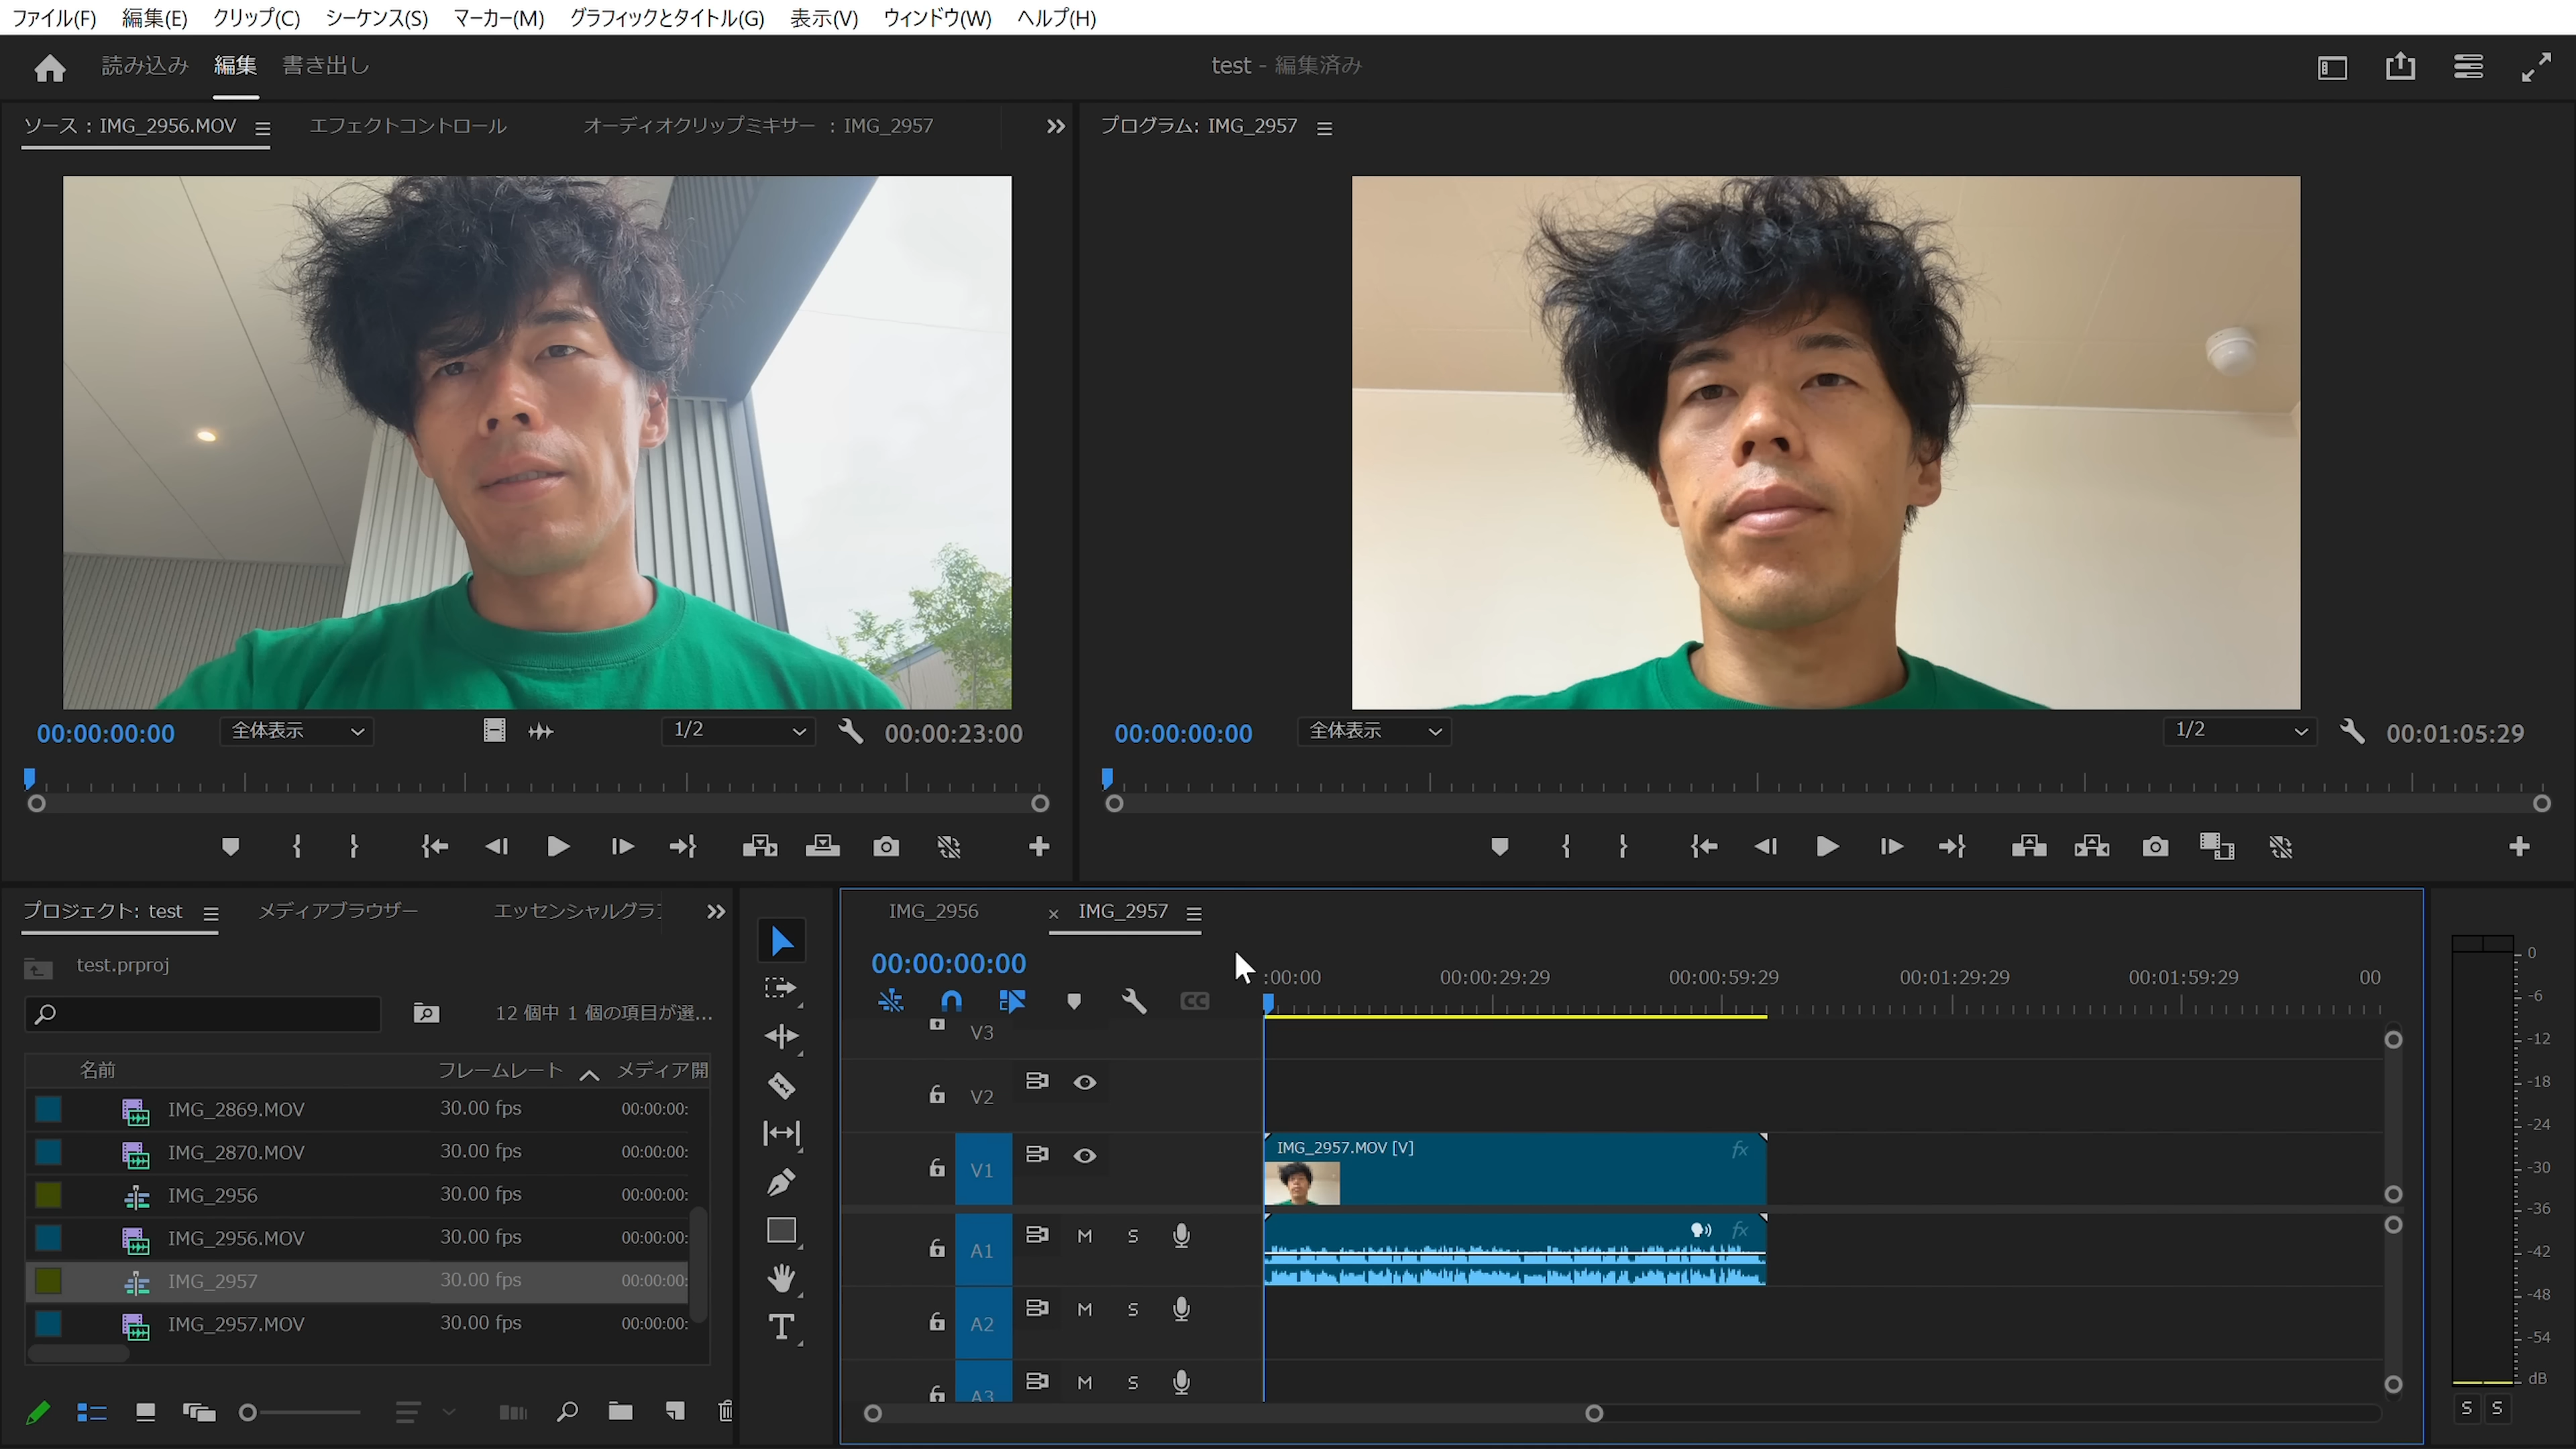 ファイル(F) 編集(E) クリップ(C) シーケンス(S) マーカー(M) グラフィックとタイトル(G) 表示(V) ウィンドウ(W) ヘルプ(H)
読み込み 編集 書き出し test - 編集済み
ソース : IMG_2956.MOV エフェクトコントロール オーディオクリップミキサー : IMG_2957 プログラム: IMG_2957
00:00:00:00 全体表示 1/2 00:00:23:00 00:00:00:00 全体表示 1/2 00:01:05:29
プロジェクト: test メディアブラウザー エッセンシャルグラ
test.prproj
12 個中 1 個の項目が選...
名前 フレームレート メディア開
IMG_2869.MOV 30.00 fps 00:00:00:
IMG_2870.MOV 30.00 fps 00:00:00:
IMG_2956 30.00 fps 00:00:00:
IMG_2956.MOV 30.00 fps 00:00:00:
IMG_2957 30.00 fps 00:00:00:
IMG_2957.MOV 30.00 fps 00:00:00:
T
IMG_2956 IMG_2957
00:00:00:00
CC
:00:00 00:00:29:29 00:00:59:29 00:01:29:29 00:01:59:29 00
V3
V2
V1 IMG_2957.MOV [V] fx
A1 M S fx
A2 M S
A3 M S
0
-6
-12
-18
-24
-30
-36
-42
-48
-54
dB
S S